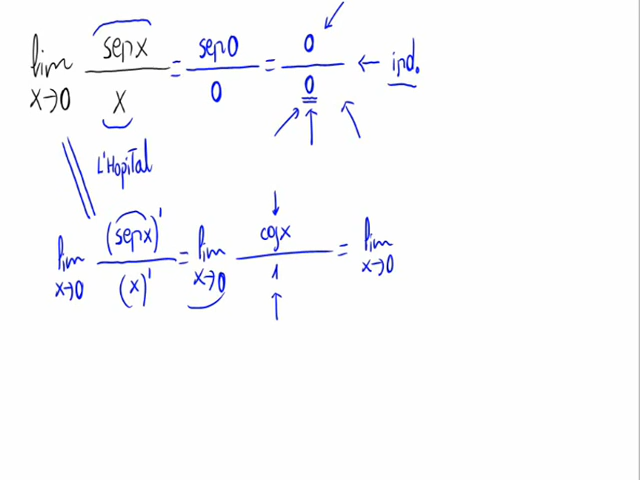 lim x→0 sen x / x = sen 0 / 0 = 0 / 0 ← ind.
L'Hopital
lim x→0 (sen x)' / (x)' = lim x→0 cos x / 1 = lim x→0